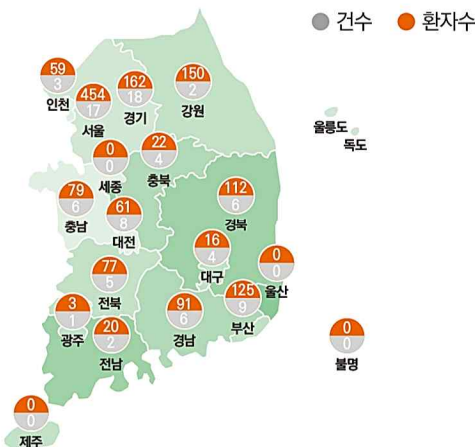 건수 환자수
59
3
인천
454
17
서울
162
18
경기
150
2
강원
울릉도
독도
0
0
세종
22
4
충북
79
6
충남
61
8
대전
112
6
경북
16
4
대구
0
0
울산
77
5
전북
3
1
광주
20
2
전남
91
6
경남
125
9
부산
0
0
불명
0
0
제주